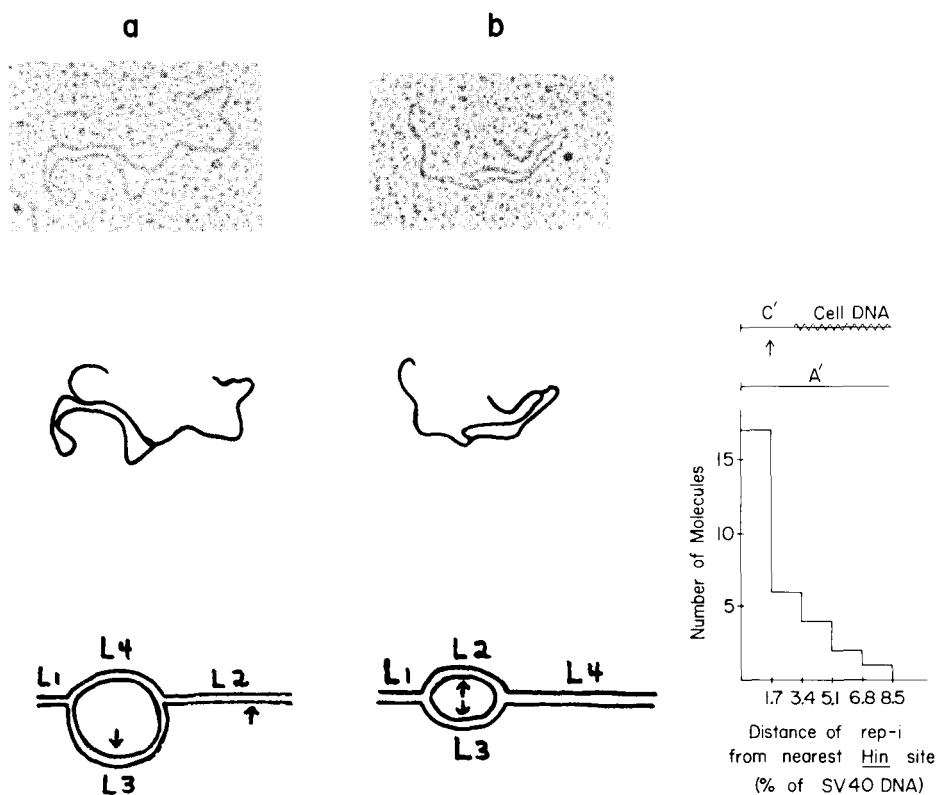 a
b
C' Cell DNA
A'
Number of Molecules
15
10
5
1.7 3.4 5.1 6.8 8.5
Distance of rep-i
from nearest Hin site
(% of SV40 DNA)
L4
L1
L2
L3
L2
L1
L4
L3